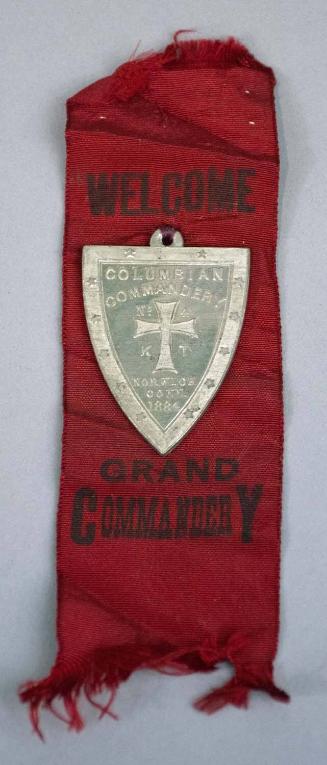 WELCOME
COLUMBIAN
COMMANDERY
No 4
K T
NORWICH
CONN.
1884
GRAND
COMMANDERY